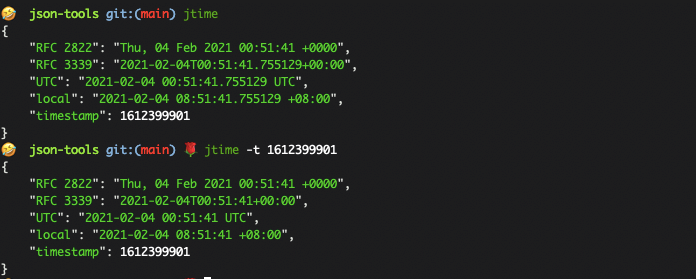 🤣 json-tools git:(main) jtime
{
    "RFC 2822": "Thu, 04 Feb 2021 00:51:41 +0000",
    "RFC 3339": "2021-02-04T00:51:41.755129+00:00",
    "UTC": "2021-02-04 00:51:41.755129 UTC",
    "local": "2021-02-04 08:51:41.755129 +08:00",
    "timestamp": 1612399901
}
🤣 json-tools git:(main) 🌹 jtime -t 1612399901
{
    "RFC 2822": "Thu, 04 Feb 2021 00:51:41 +0000",
    "RFC 3339": "2021-02-04T00:51:41+00:00",
    "UTC": "2021-02-04 00:51:41 UTC",
    "local": "2021-02-04 08:51:41 +08:00",
    "timestamp": 1612399901
}